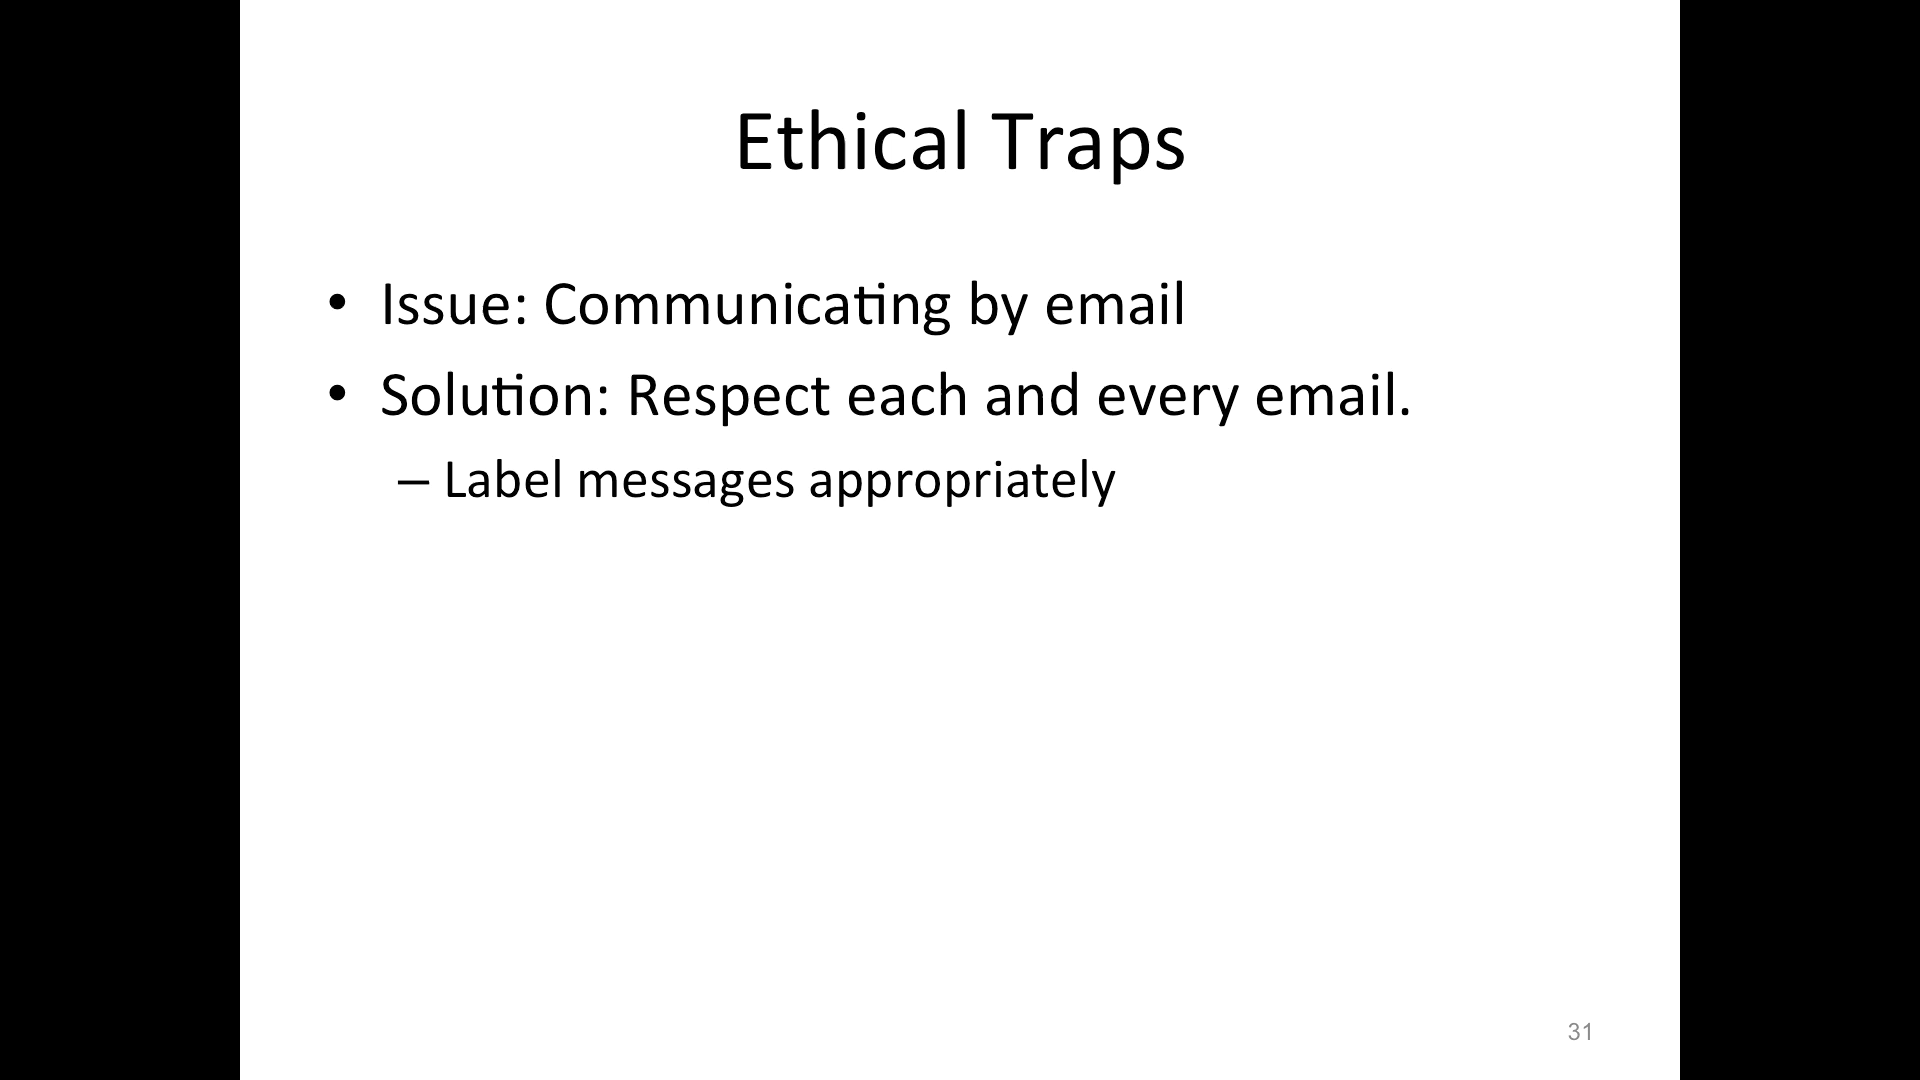 Ethical Traps
• Issue: Communicating by email
• Solution: Respect each and every email.
– Label messages appropriately
31